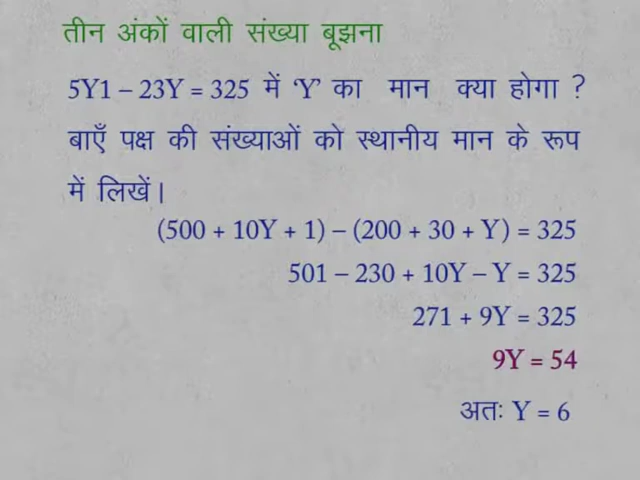 तीन अंकों वाली संख्या बूझना
5Y1 – 23Y = 325 में ‘Y’ का मान क्या होगा ?
बाएँ पक्ष की संख्याओं को स्थानीय मान के रूप
में लिखें।
(500 + 10Y + 1) – (200 + 30 + Y) = 325
501 – 230 + 10Y – Y = 325
271 + 9Y = 325
9Y = 54
अतः Y = 6